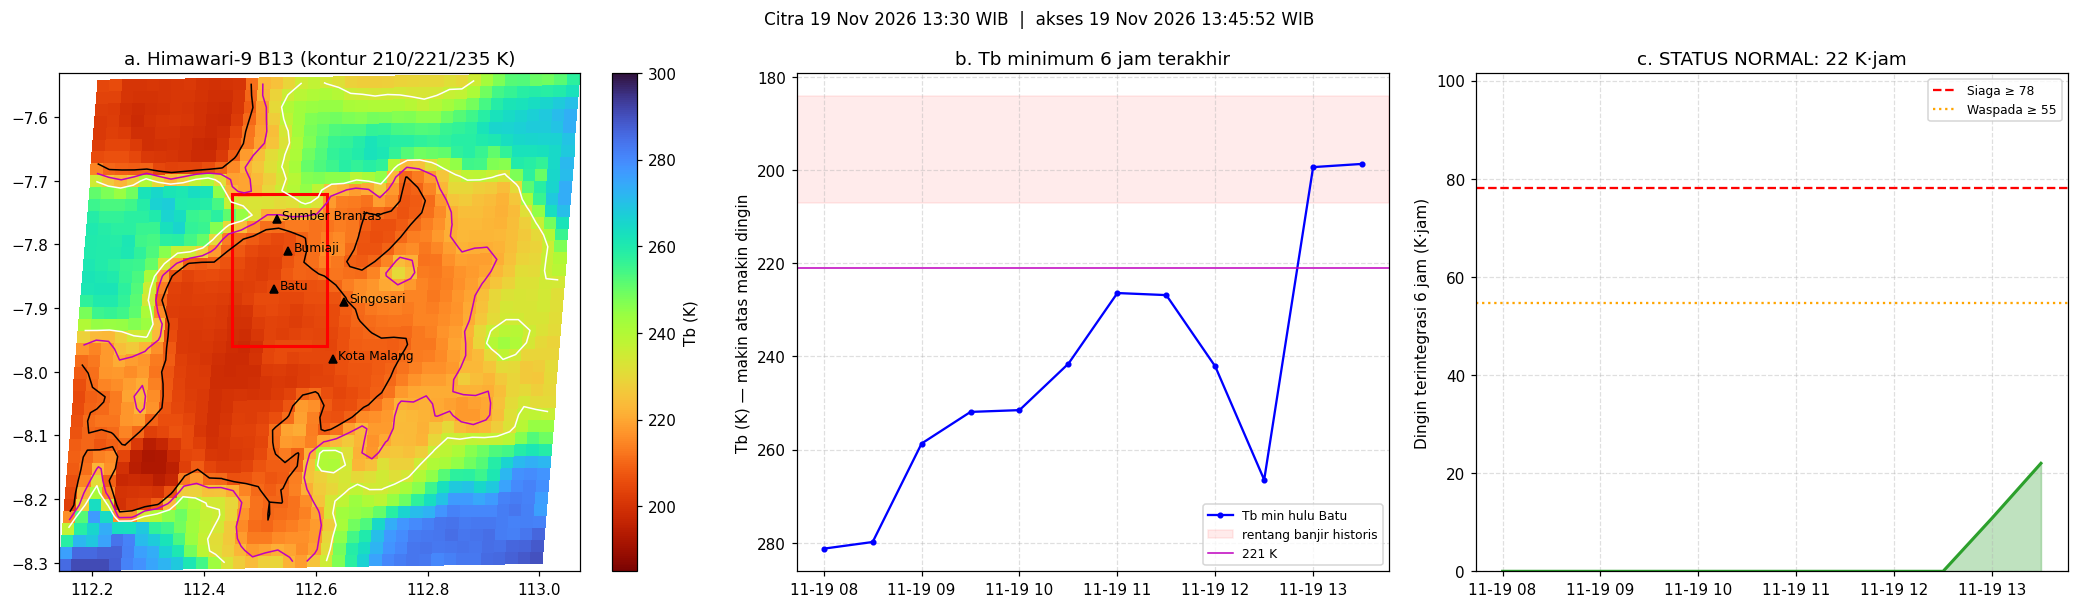 Citra 19 Nov 2026 13:30 WIB | akses 19 Nov 2026 13:45:52 WIB
a. Himawari-9 B13 (kontur 210/221/235 K)
−7.6
−7.7
−7.8
−7.9
−8.0
−8.1
−8.2
−8.3
112.2
112.4
112.6
112.8
113.0
Sumber Brantas
Bumiaji
Batu
Singosari
Kota Malang
300
280
260
240
220
200
Tb (K)
b. Tb minimum 6 jam terakhir
Tb (K) — makin atas makin dingin
180
200
220
240
260
280
11-19 08
11-19 09
11-19 10
11-19 11
11-19 12
11-19 13
Tb min hulu Batu
rentang banjir historis
221 K
c. STATUS NORMAL: 22 K·jam
Dingin terintegrasi 6 jam (K·jam)
100
80
60
40
20
0
11-19 08
11-19 09
11-19 10
11-19 11
11-19 12
11-19 13
Siaga ≥ 78
Waspada ≥ 55